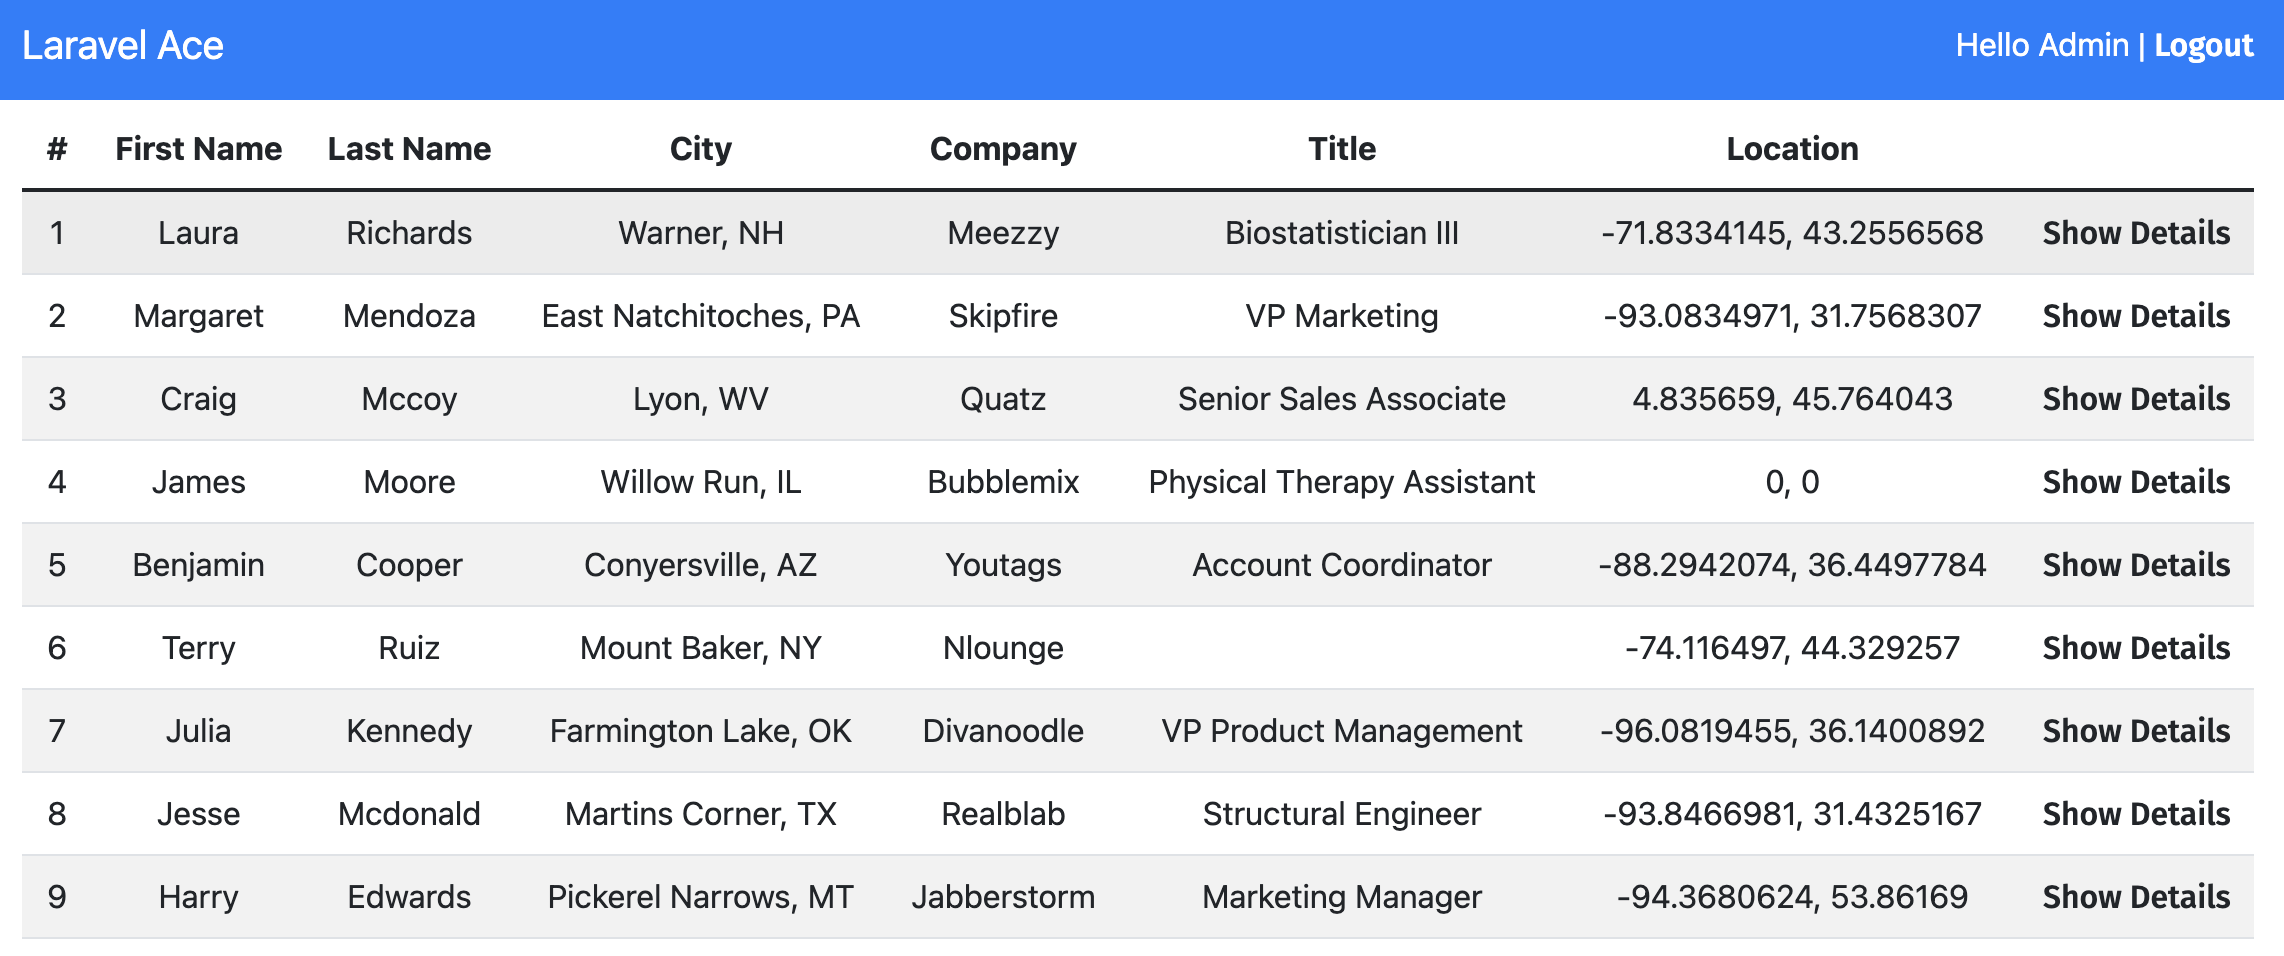 Laravel Ace Hello Admin | Logout
# First Name Last Name City Company Title Location
1 Laura Richards Warner, NH Meezzy Biostatistician III -71.8334145, 43.2556568 Show Details
2 Margaret Mendoza East Natchitoches, PA Skipfire VP Marketing -93.0834971, 31.7568307 Show Details
3 Craig Mccoy Lyon, WV Quatz Senior Sales Associate 4.835659, 45.764043 Show Details
4 James Moore Willow Run, IL Bubblemix Physical Therapy Assistant 0, 0 Show Details
5 Benjamin Cooper Conyersville, AZ Youtags Account Coordinator -88.2942074, 36.4497784 Show Details
6 Terry Ruiz Mount Baker, NY Nlounge -74.116497, 44.329257 Show Details
7 Julia Kennedy Farmington Lake, OK Divanoodle VP Product Management -96.0819455, 36.1400892 Show Details
8 Jesse Mcdonald Martins Corner, TX Realblab Structural Engineer -93.8466981, 31.4325167 Show Details
9 Harry Edwards Pickerel Narrows, MT Jabberstorm Marketing Manager -94.3680624, 53.86169 Show Details